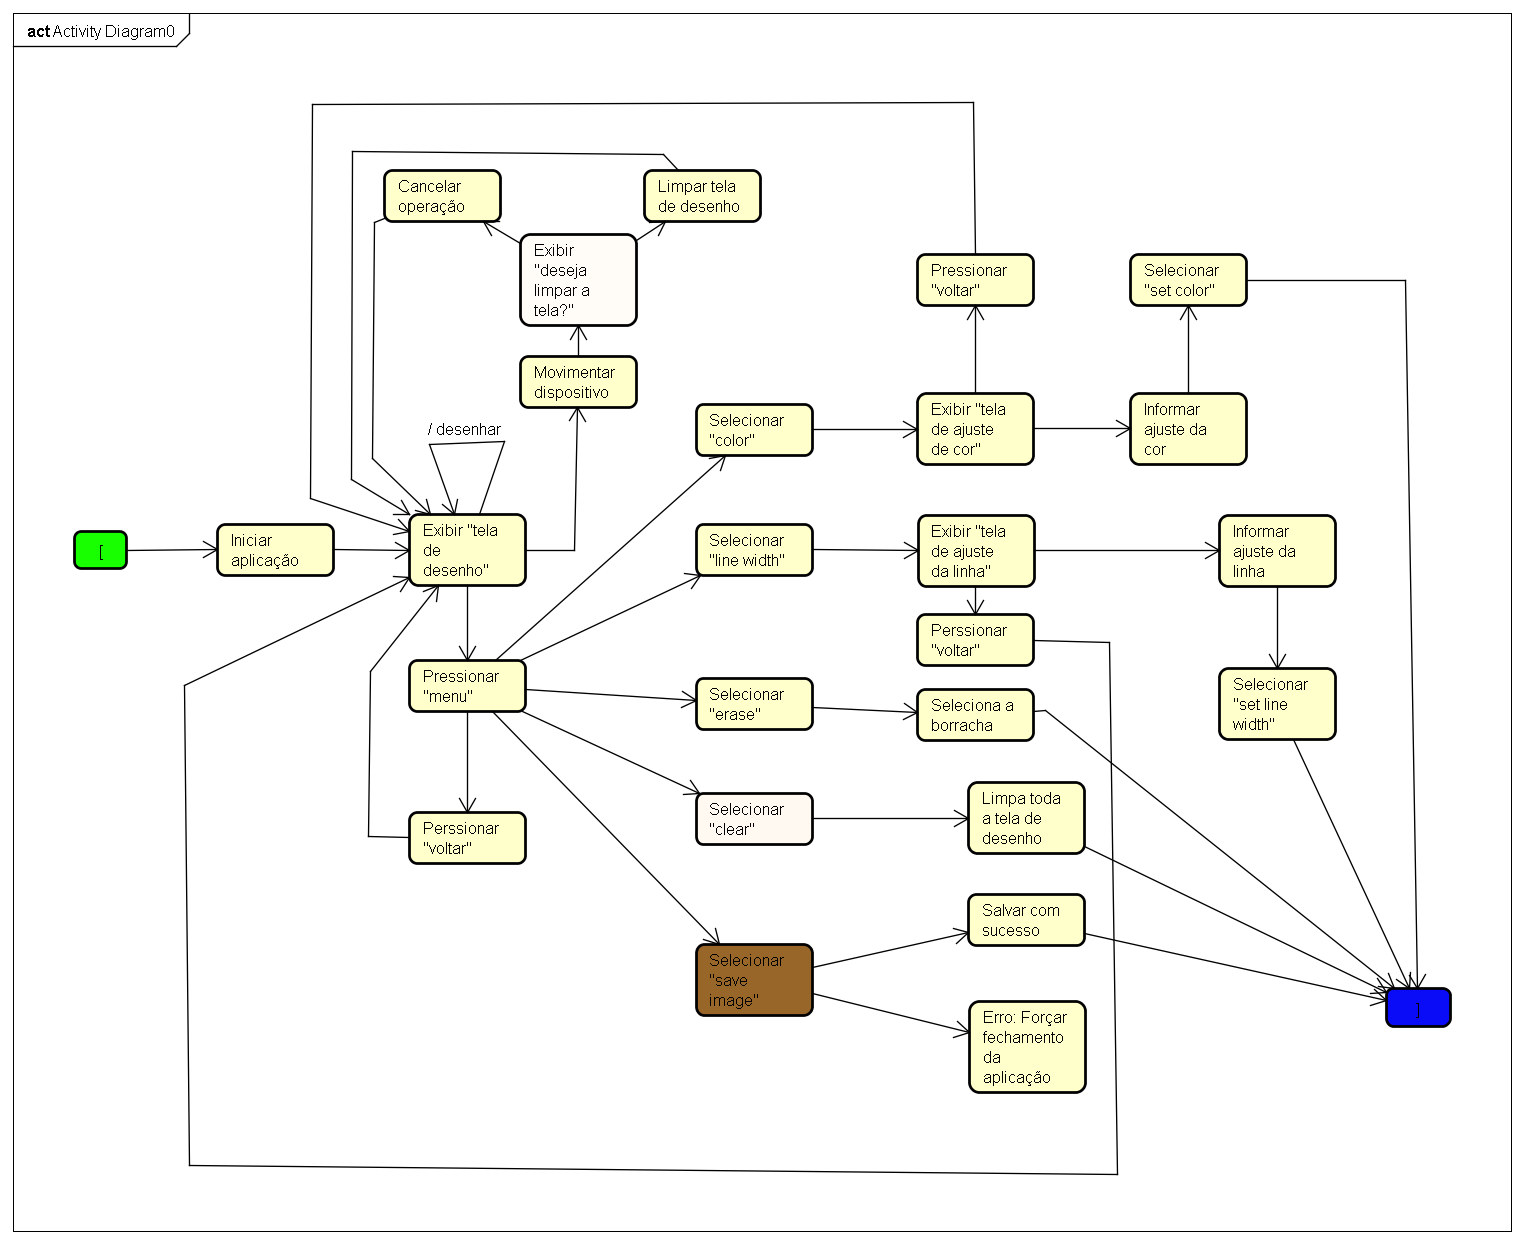 act Activity Diagram0
Cancelar
operação
Limpar tela
de desenho
Exibir
"deseja
limpar a
tela?"
Pressionar
"voltar"
Selecionar
"set color"
Movimentar
dispositivo
Selecionar
"color"
Exibir "tela
de ajuste
de cor"
Informar
ajuste da
cor
/ desenhar
[
Iniciar
aplicação
Exibir "tela
de
desenho"
Selecionar
"line width"
Exibir "tela
de ajuste
da linha"
Informar
ajuste da
linha
Perssionar
"voltar"
Pressionar
"menu"
Selecionar
"erase"
Seleciona a
borracha
Selecionar
"set line
width"
Perssionar
"voltar"
Selecionar
"clear"
Limpa toda
a tela de
desenho
Salvar com
sucesso
Selecionar
"save
image"
]
Erro: Forçar
fechamento
da
aplicação